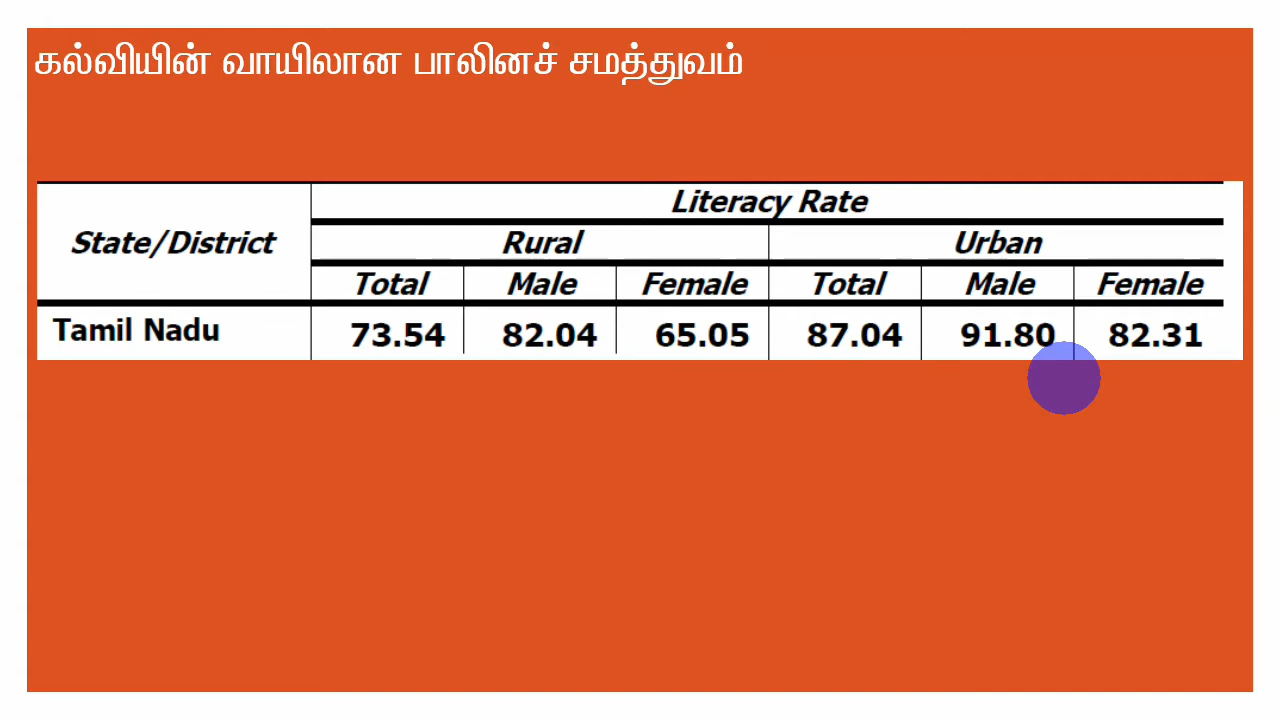 கல்வியின் வாயிலான பாலினச் சமத்துவம்
State/District
Literacy Rate
Rural Urban
Total Male Female Total Male Female
Tamil Nadu 73.54 82.04 65.05 87.04 91.80 82.31